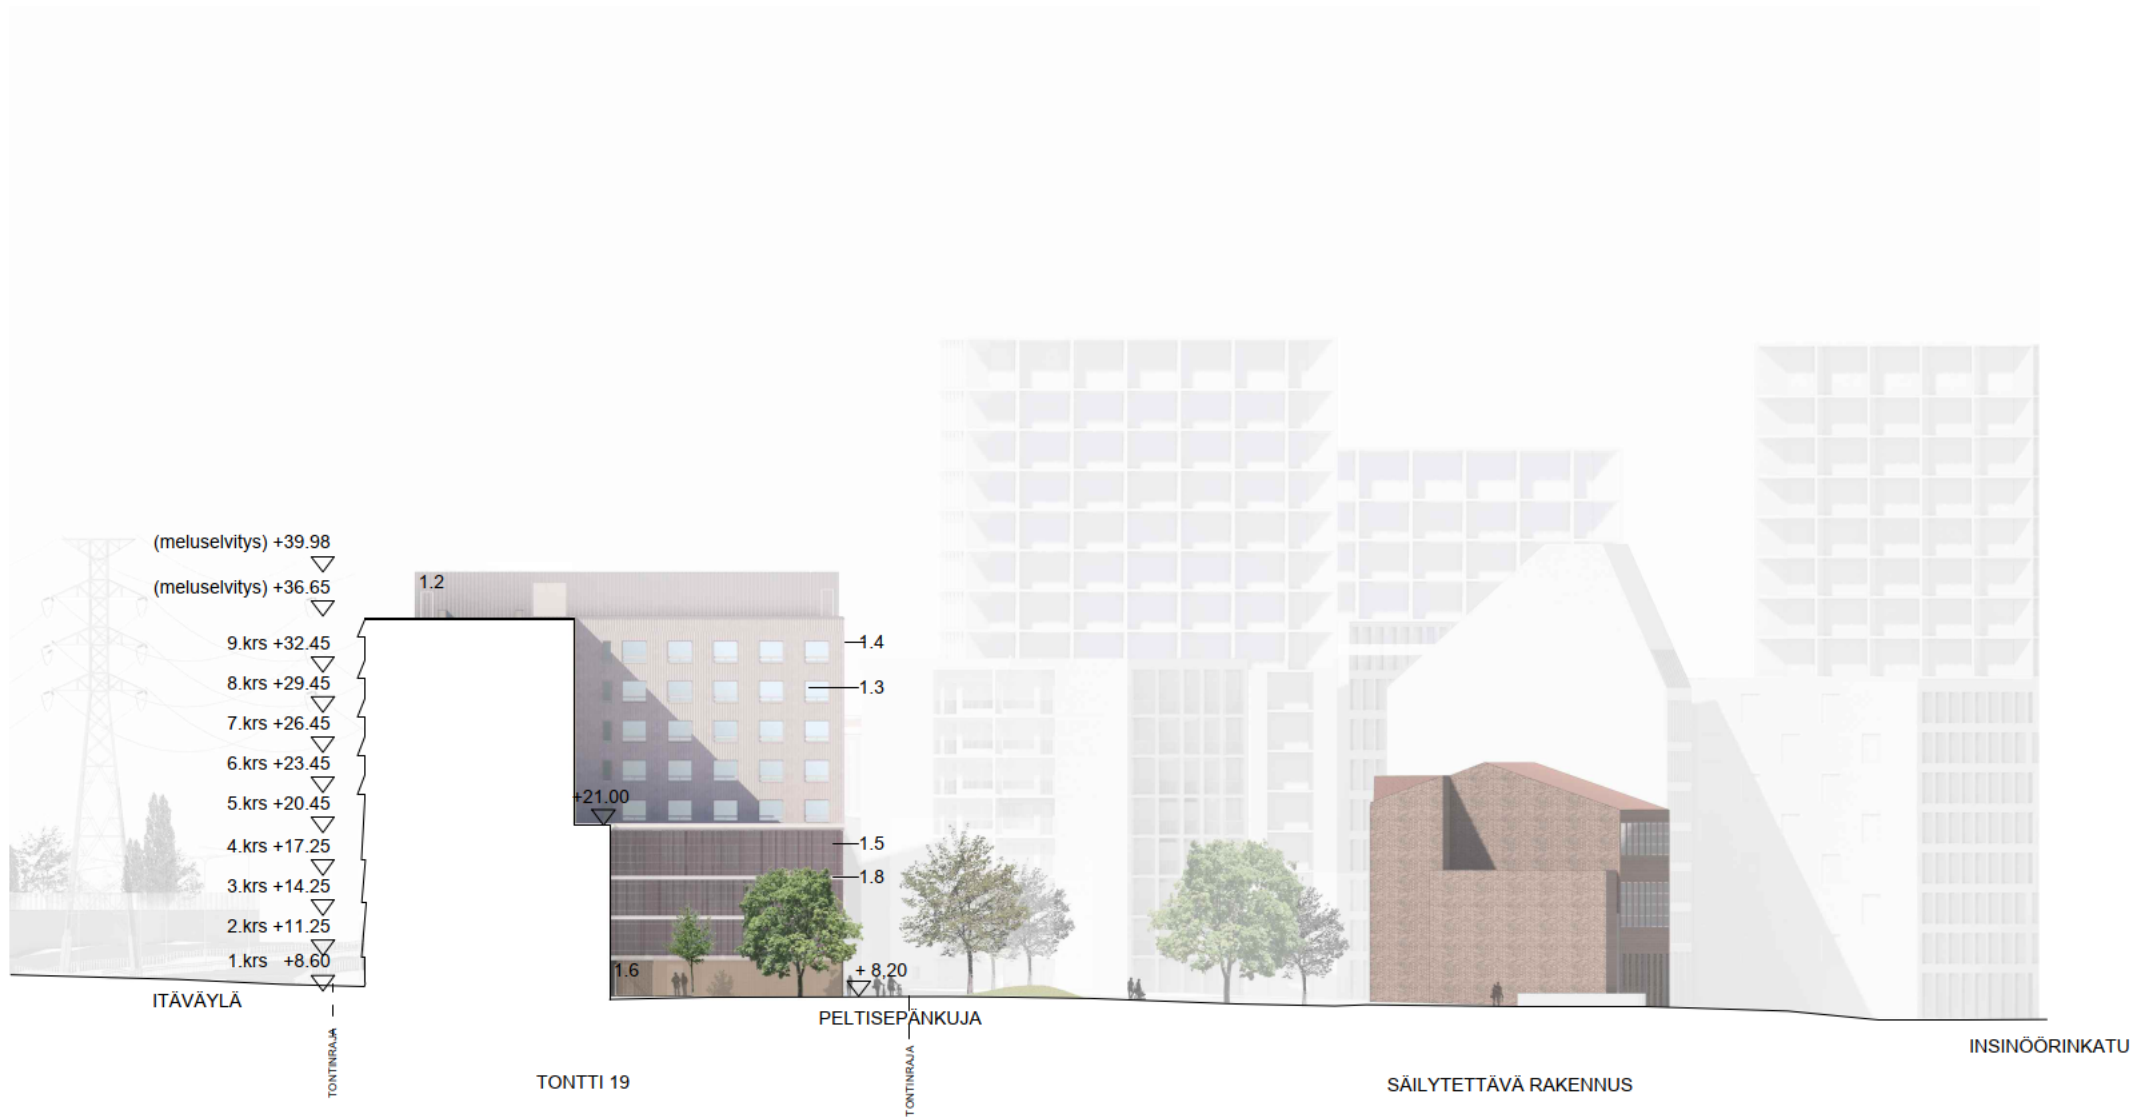 (meluselvitys) +39.98
(meluselvitys) +36.65
1.2
9.krs +32.45
1.4
8.krs +29.45
1.3
7.krs +26.45
6.krs +23.45
5.krs +20.45
+21.00
4.krs +17.25
1.5
3.krs +14.25
1.8
2.krs +11.25
1.krs +8.60
1.6
+ 8,20
ITÄVÄYLÄ
PELTISEPÄNKUJA
TONTINRAJA
TONTINRAJA
INSINÖÖRINKATU
TONTTI 19
SÄILYTETTÄVÄ RAKENNUS